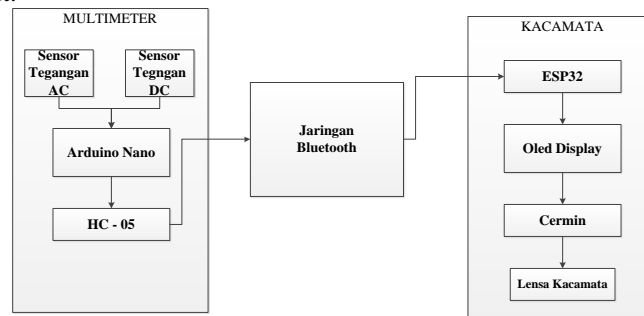 MULTIMETER
Sensor
Tegangan
AC
Sensor
Tegngan
DC
Arduino Nano
HC - 05
Jaringan
Bluetooth
KACAMATA
ESP32
Oled Display
Cermin
Lensa Kacamata